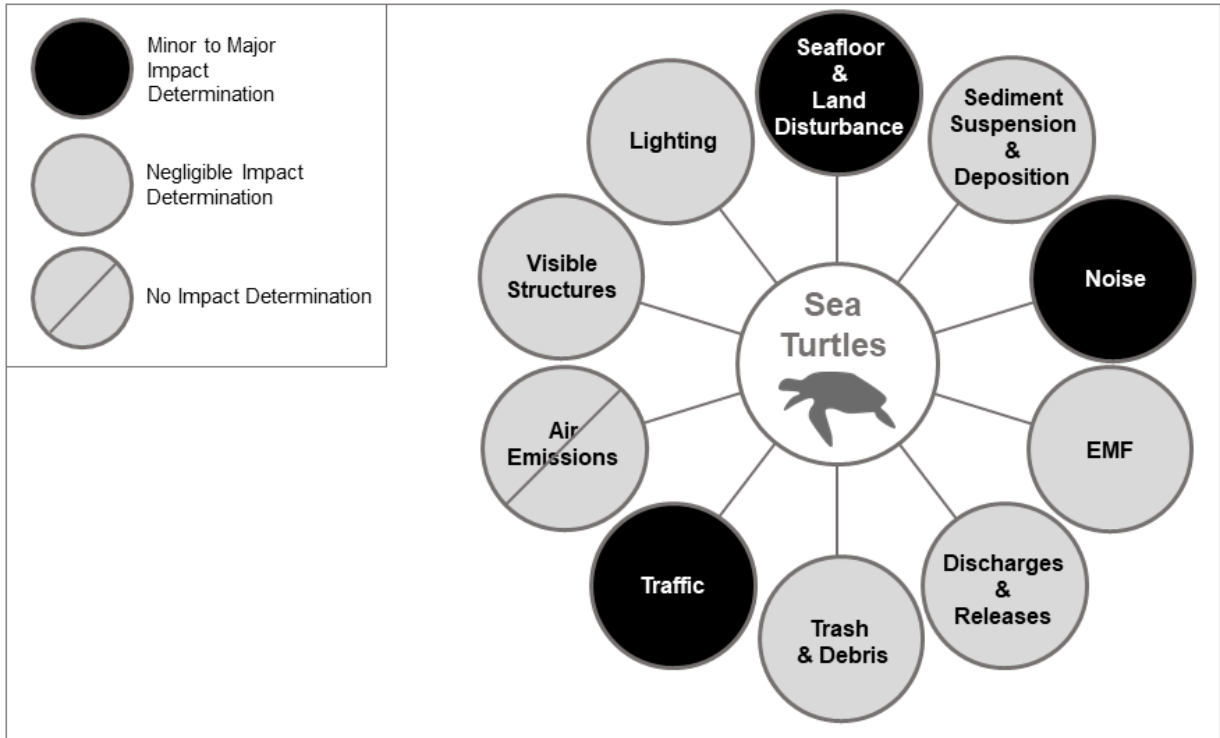 Minor to Major
Impact
Determination
Negligible Impact
Determination
No Impact Determination
Seafloor
&
Land
Disturbance
Sediment
Suspension
&
Deposition
Noise
EMF
Discharges
&
Releases
Trash
& Debris
Traffic
Air
Emissions
Visible
Structures
Lighting
Sea
Turtles